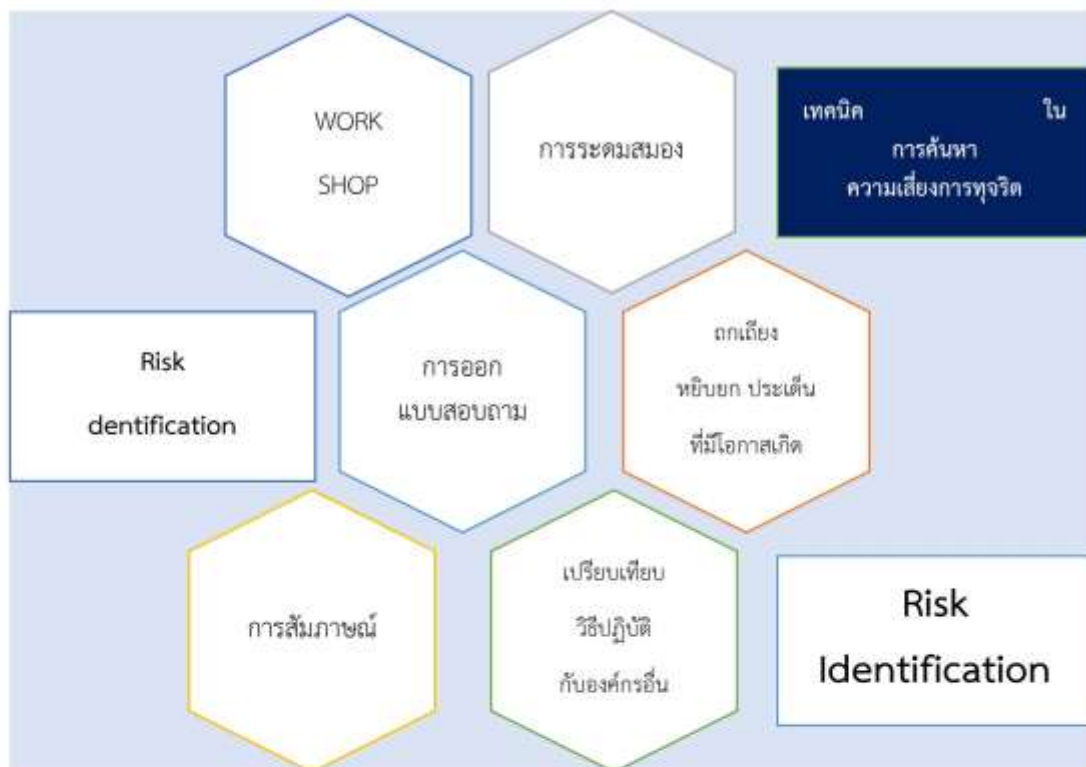 WORK
SHOP
การระดมสมอง
เทคนิค ใน
การค้นหา
ความเสี่ยงการทุจริต
Risk
dentification
การออก
แบบสอบถาม
ถกเถียง
หยิบยก ประเด็น
ที่มีโอกาสเกิด
การสัมภาษณ์
เปรียบเทียบ
วิธีปฏิบัติ
กับองค์กรอื่น
Risk
Identification